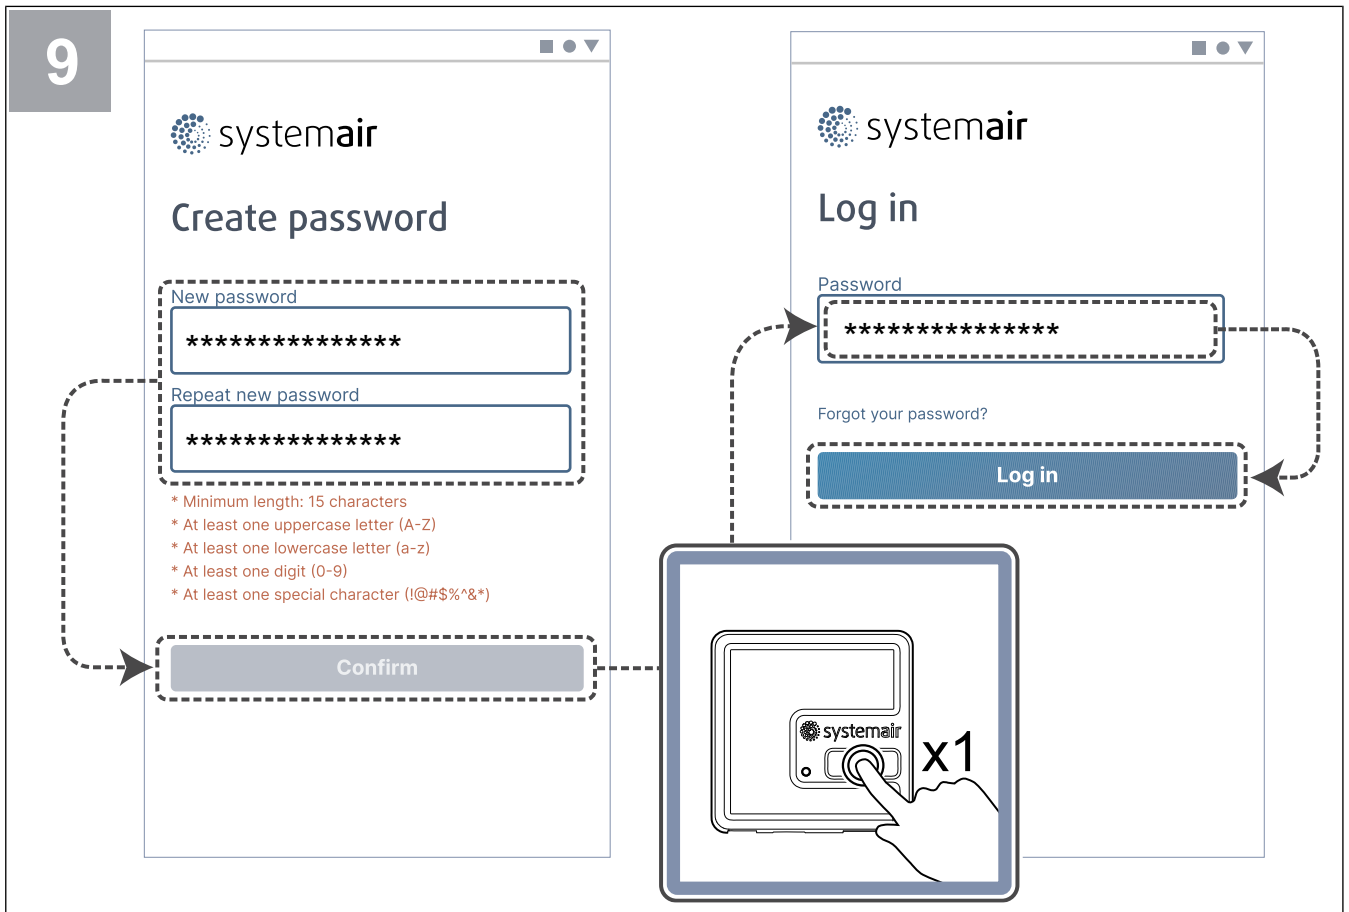 9
systemair
Create password
New password
***************
Repeat new password
***************
* Minimum length: 15 characters
* At least one uppercase letter (A-Z)
* At least one lowercase letter (a-z)
* At least one digit (0-9)
* At least one special character (!@#$%^&*)
Confirm
systemair
x1
systemair
Log in
Password
***************
Forgot your password?
Log in